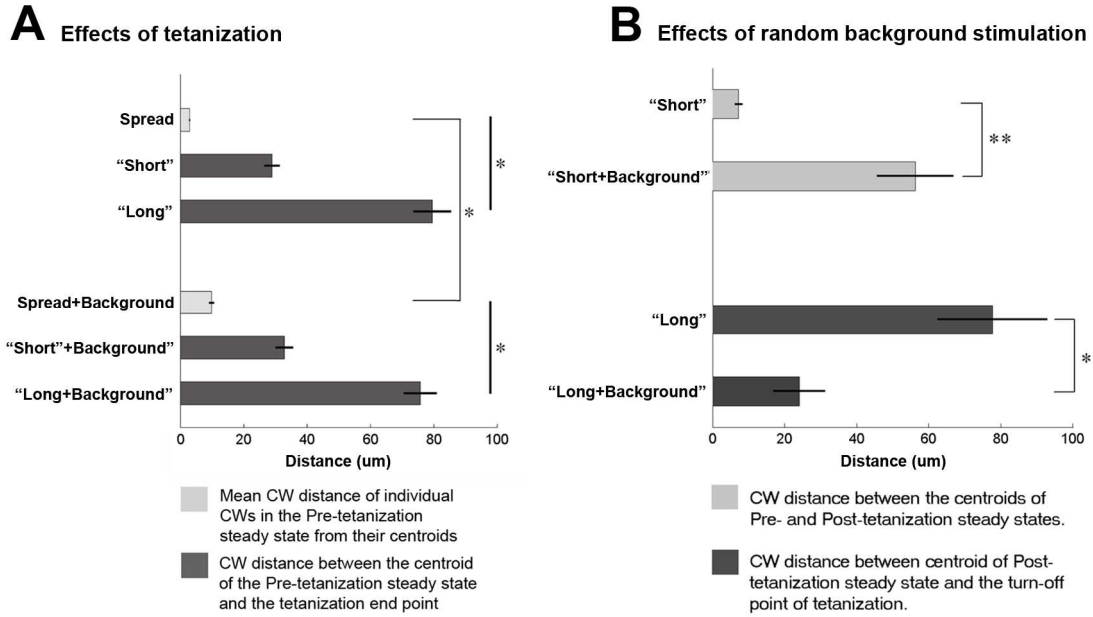 A Effects of tetanization
Spread
“Short”
“Long”
*
*
Spread+Background
“Short”+Background”
“Long+Background”
*
0 20 40 60 80 100
Distance (um)
Mean CW distance of individual
CWs in the Pre-tetanization
steady state from their centroids
CW distance between the centroid
of the Pre-tetanization steady state
and the tetanization end point
B Effects of random background stimulation
“Short”
**
“Short+Background”
“Long”
*
“Long+Background”
0 20 40 60 80 100
Distance (um)
CW distance between the centroids of
Pre- and Post-tetanization steady states.
CW distance between centroid of Post-
tetanization steady state and the turn-off
point of tetanization.